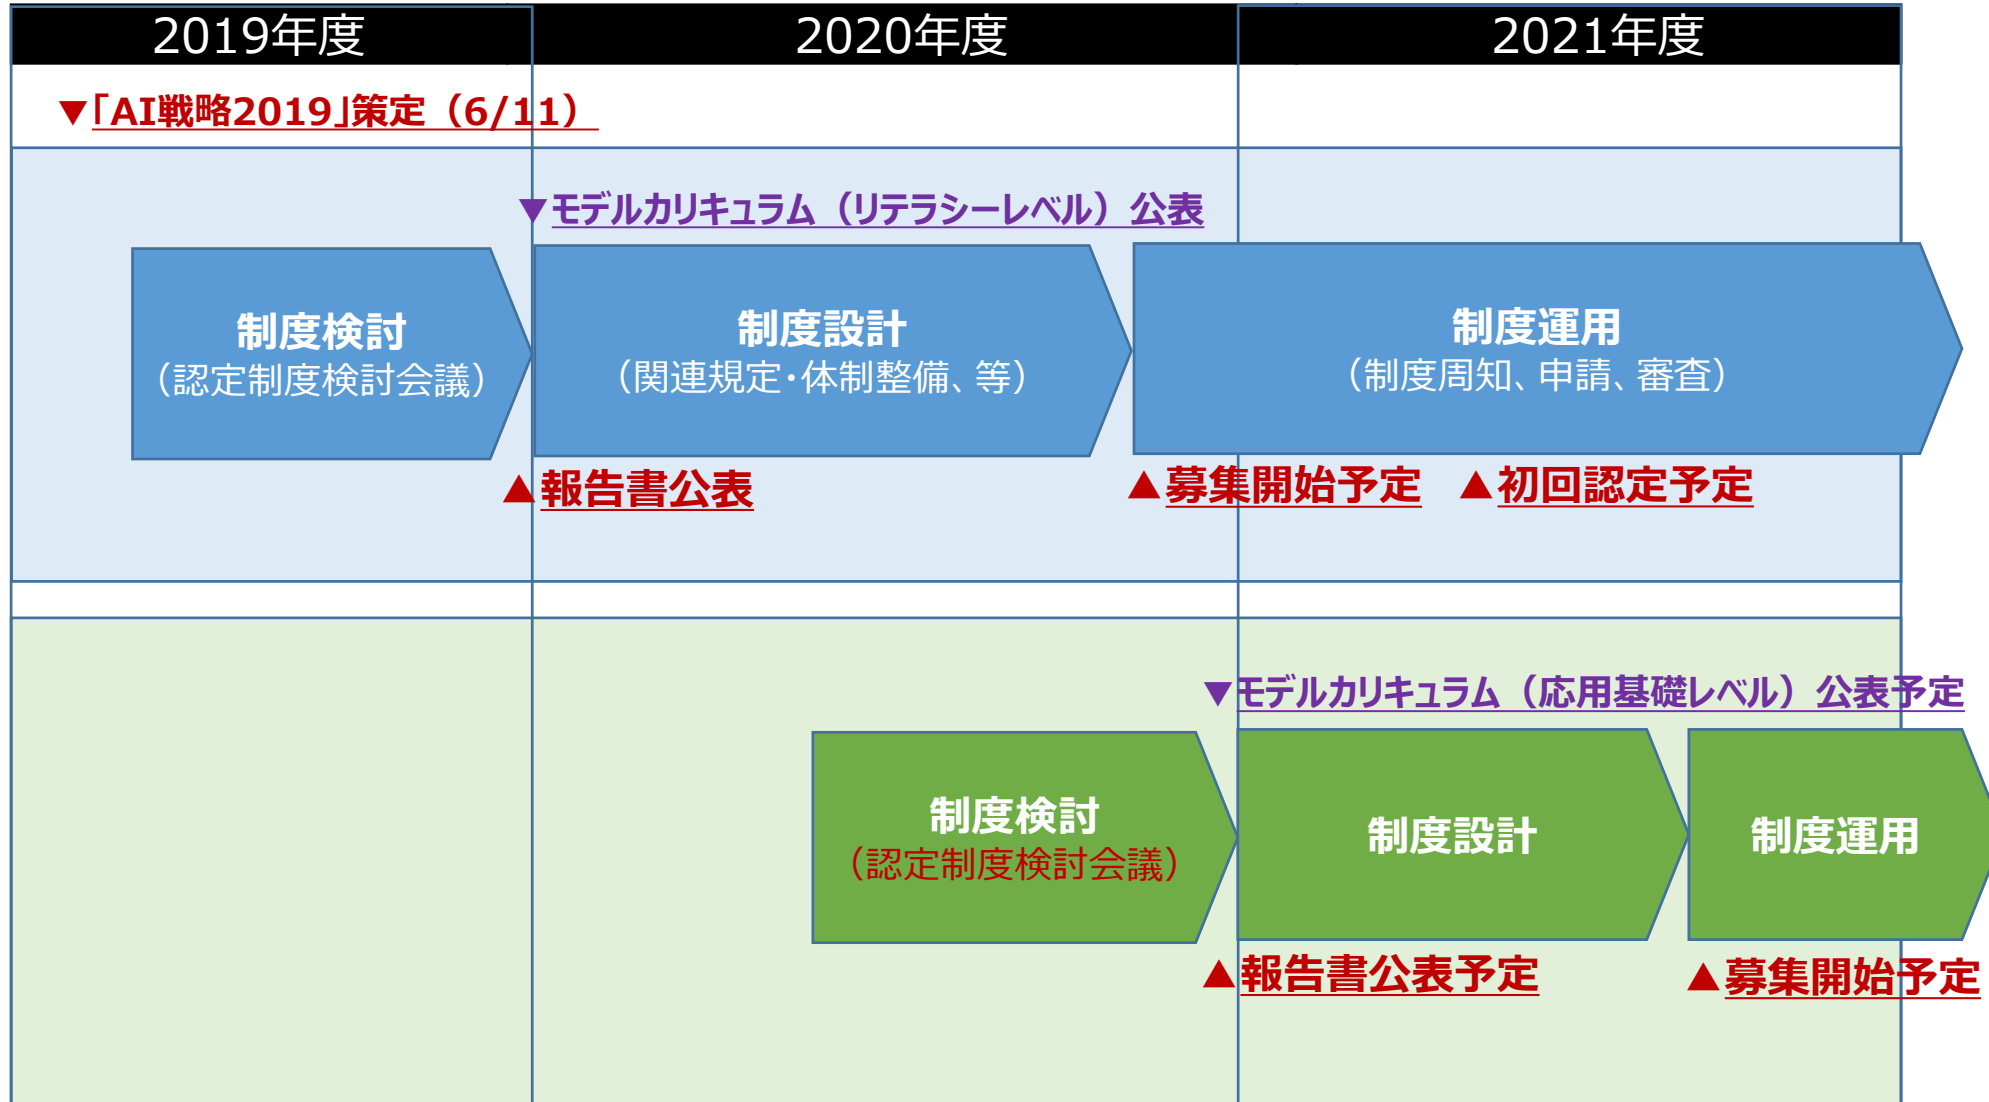 2019年度
2020年度
2021年度
▼「AI戦略2019」策定（6/11）
▼モデルカリキュラム（リテラシーレベル）公表
制度検討
（認定制度検討会議）
制度設計
（関連規定・体制整備、等）
制度運用
（制度周知、申請、審査）
▲報告書公表
▲募集開始予定
▲初回認定予定
▼モデルカリキュラム（応用基礎レベル）公表予定
制度検討
（認定制度検討会議）
制度設計
制度運用
▲報告書公表予定
▲募集開始予定